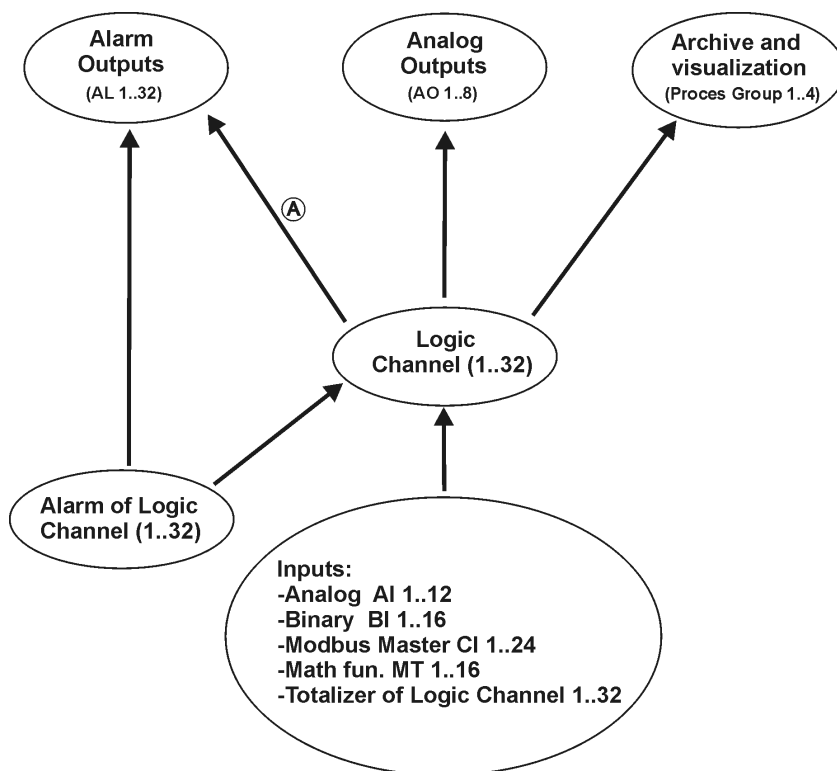 Alarm
Outputs
(AL 1..32)
Analog
Outputs
(AO 1..8)
Archive and
visualization
(Proces Group 1..4)
A
Logic
Channel (1..32)
Alarm of Logic
Channel (1..32)
Inputs:
-Analog AI 1..12
-Binary BI 1..16
-Modbus Master CI 1..24
-Math fun. MT 1..16
-Totalizer of Logic Channel 1..32